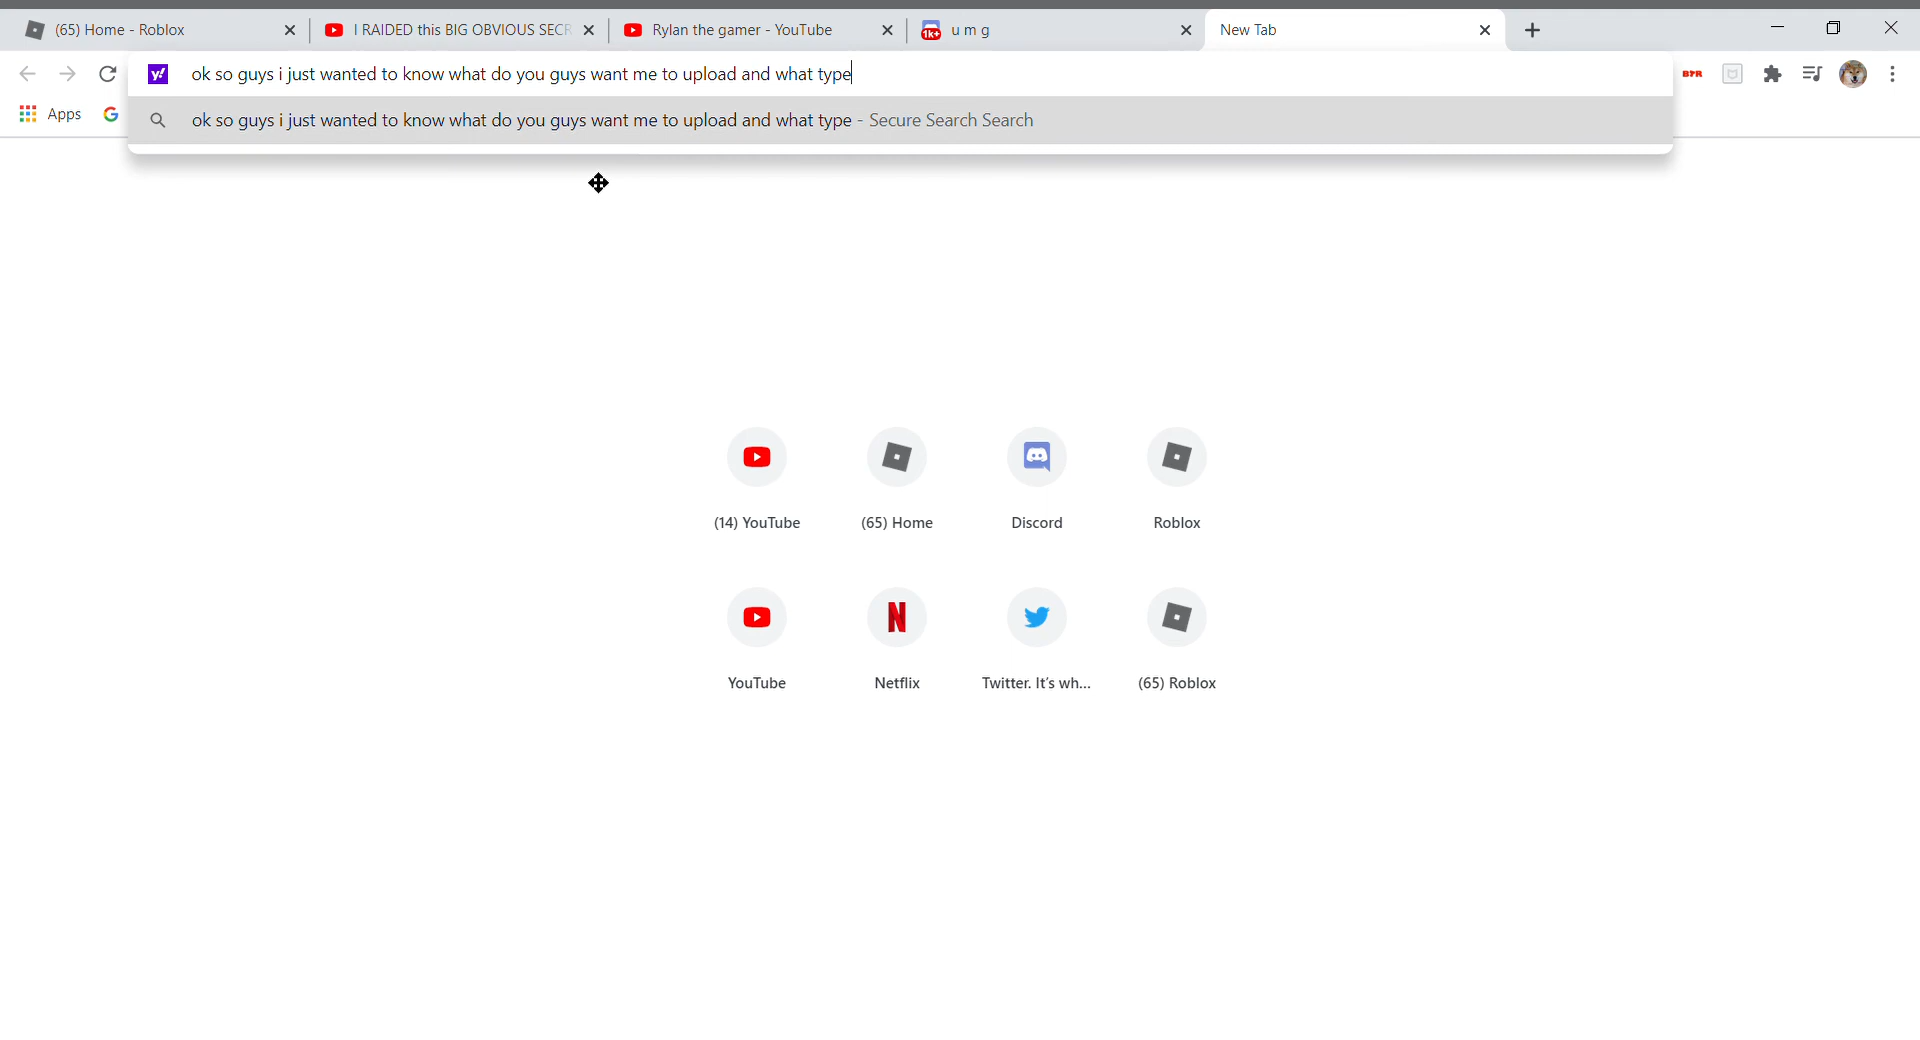 (65) Home - Roblox
I RAIDED this BIG OBVIOUS SECR
Rylan the gamer - YouTube
1k+
u m g
New Tab
y!
ok so guys i just wanted to know what do you guys want me to upload and what type
Apps
G
ok so guys i just wanted to know what do you guys want me to upload and what type - Secure Search Search
(14) YouTube
(65) Home
Discord
Roblox
YouTube
Netflix
Twitter. It's wh...
(65) Roblox